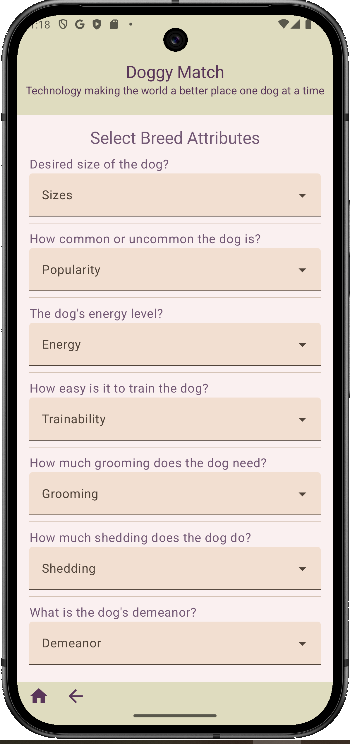 :18
Doggy Match
Technology making the world a better place one dog at a time
Select Breed Attributes
Desired size of the dog?
Sizes
How common or uncommon the dog is?
Popularity
The dog's energy level?
Energy
How easy is it to train the dog?
Trainability
How much grooming does the dog need?
Grooming
How much shedding does the dog do?
Shedding
What is the dog's demeanor?
Demeanor